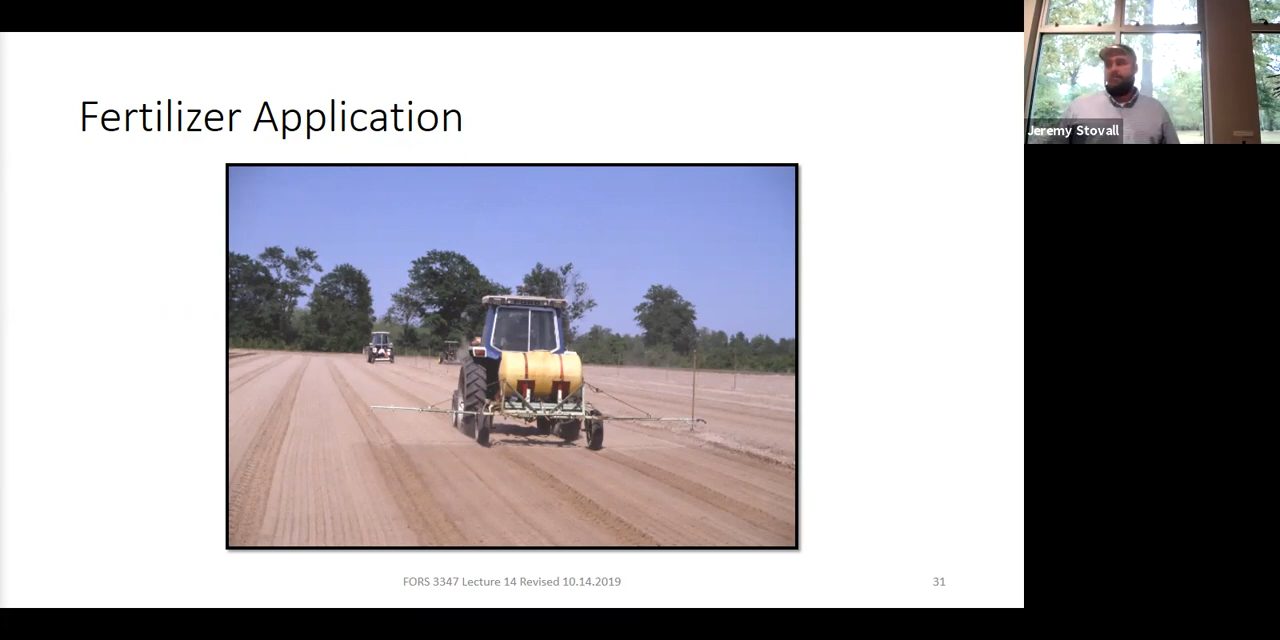 Fertilizer Application
Jeremy Stovall
FORS 3347 Lecture 14 Revised 10.14.2019
31